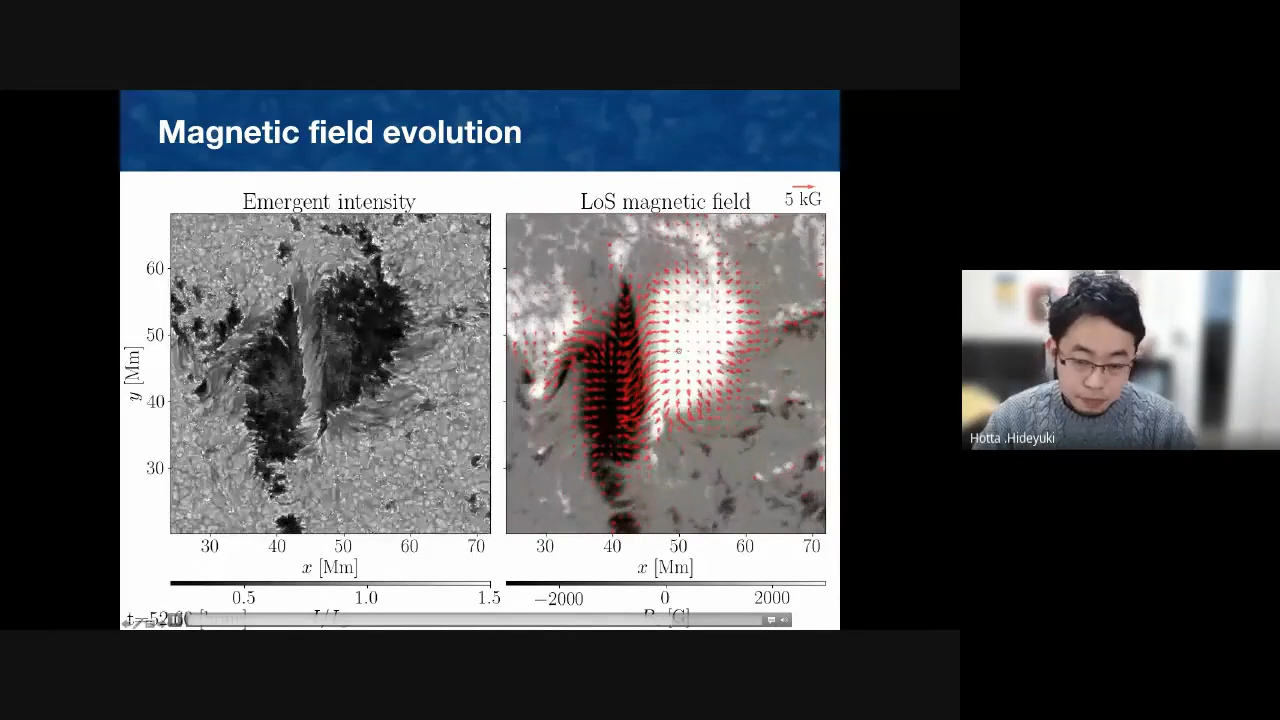 Magnetic field evolution
Emergent intensity
LoS magnetic field
5 kG
60
50
40
30
y [Mm]
30 40 50 60 70
30 40 50 60 70
x [Mm]
x [Mm]
0.5 1.0 1.5
−2000 0 2000
Hotta .Hideyuki